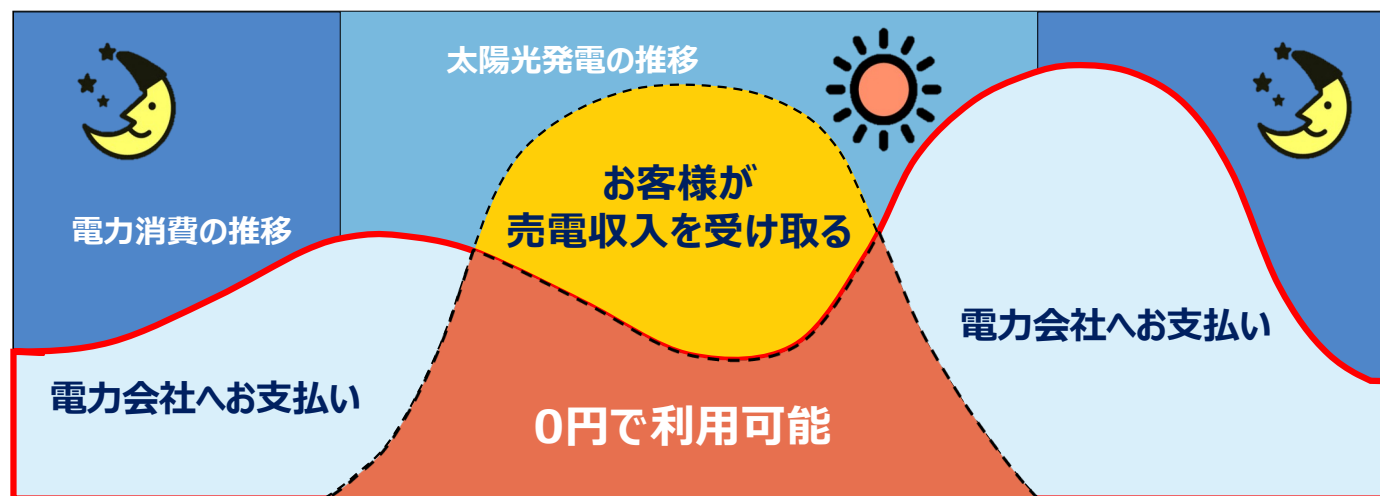 太陽光発電の推移
電力消費の推移
お客様が
売電収入を受け取る
電力会社へお支払い
電力会社へお支払い
0円で利用可能